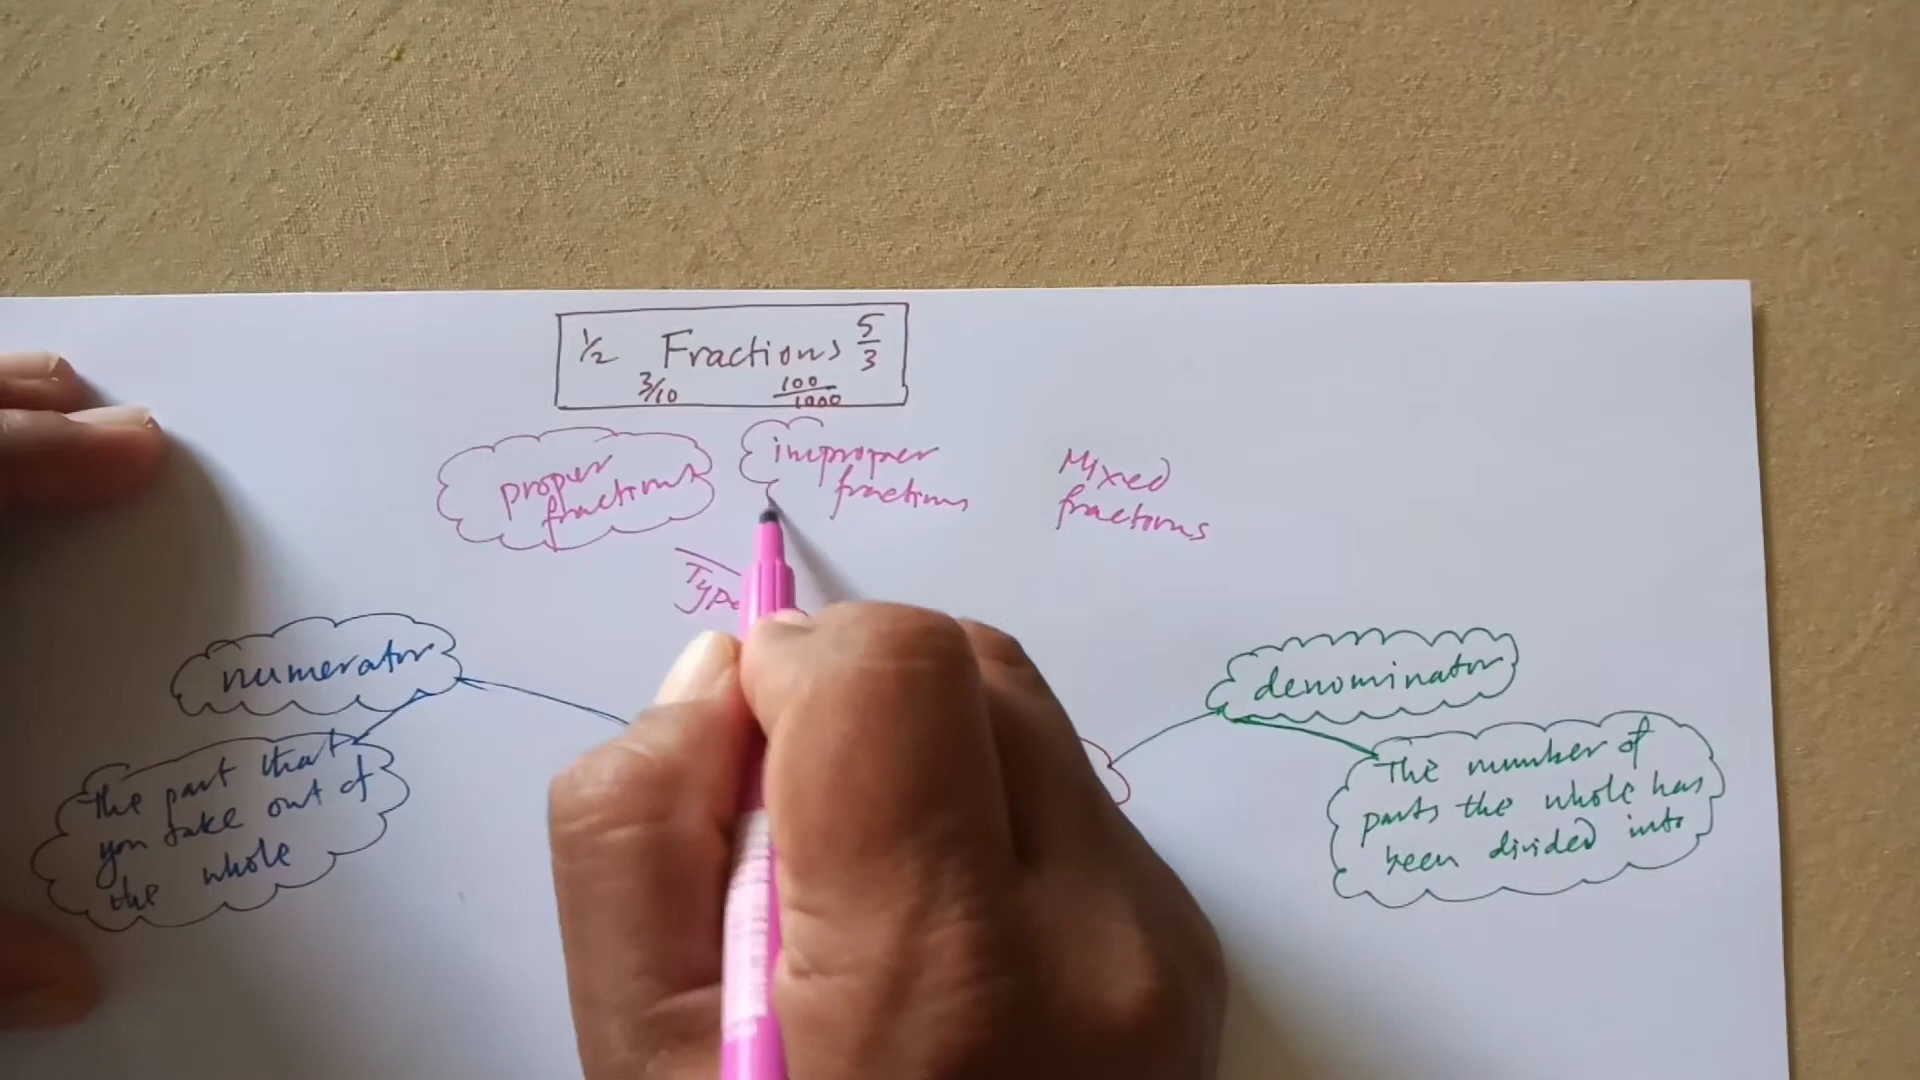 1/2 Fractions 5/3
3/10 100/1000
proper
fractions
improper
fractions
Mixed
fractions
numerator
The part that
you take out of
the whole
denominator
The number of
parts the whole has
been divided into